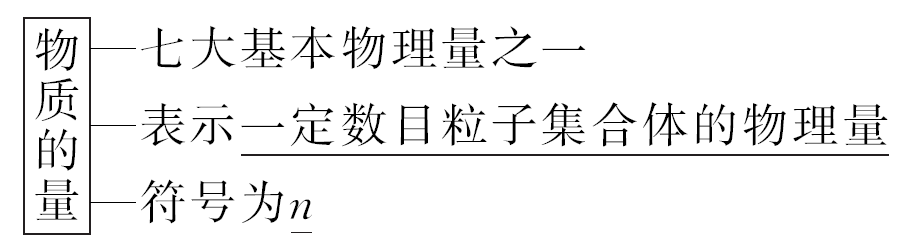 物质的量
七大基本物理量之一
表示一定数目粒子集合体的物理量
符号为n